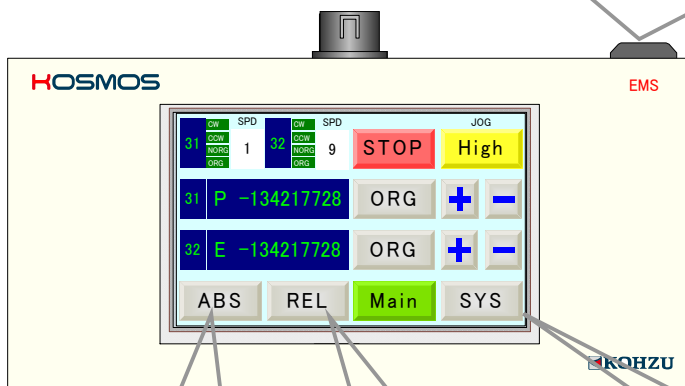 KOSMOS
EMS
31 CW CCW NORG ORG SPD 1 32 CW CCW NORG ORG SPD 9 STOP JOG High
31 P -134217728 ORG + −
32 E -134217728 ORG + −
ABS REL Main SYS
KOHZU